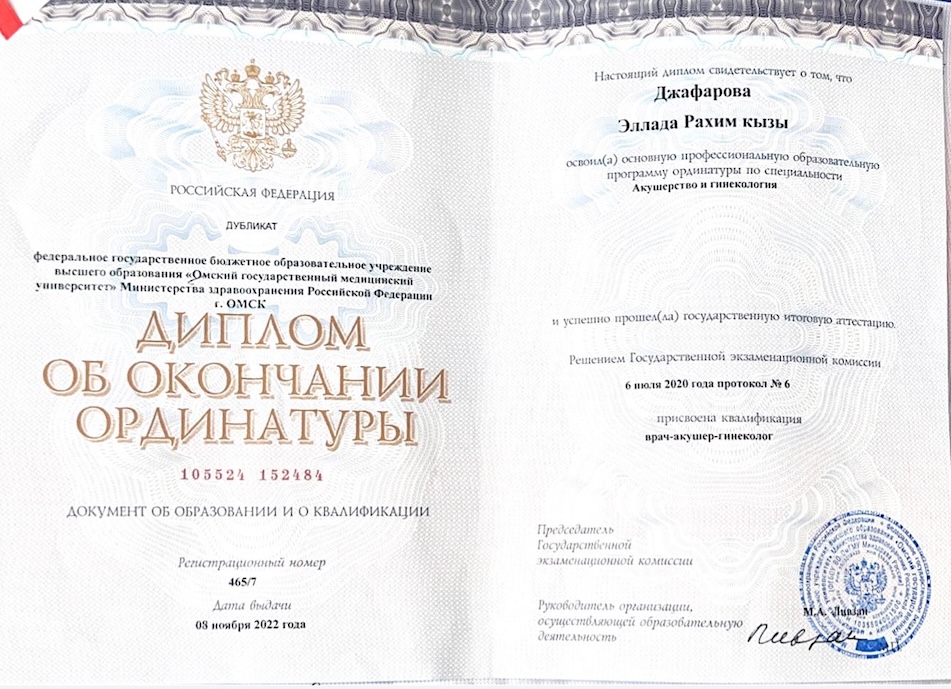 РОССИЙСКАЯ ФЕДЕРАЦИЯ
ДУБЛИКАТ
федеральное государственное бюджетное образовательное учреждение
высшего образования «Омский государственный медицинский
университет» Министерства здравоохранения Российской Федерации
г. ОМСК
ДИПЛОМ
ОБ ОКОНЧАНИИ
ОРДИНАТУРЫ
105524 152484
ДОКУМЕНТ ОБ ОБРАЗОВАНИИ И О КВАЛИФИКАЦИИ
Регистрационный номер
465/7
Дата выдачи
08 ноября 2022 года
Настоящий диплом свидетельствует о том, что
Джафарова
Эллада Рахим кызы
освоил(а) основную профессиональную образовательную
программу ординатуры по специальности
Акушерство и гинекология
и успешно прошел(ла) государственную итоговую аттестацию.
Решением Государственной экзаменационной комиссии
6 июля 2020 года протокол № 6
присвоена квалификация
врач-акушер-гинеколог
Председатель
Государственной
экзаменационной комиссии
Руководитель организации,
осуществляющей образовательную
деятельность
М.А. Ливзан